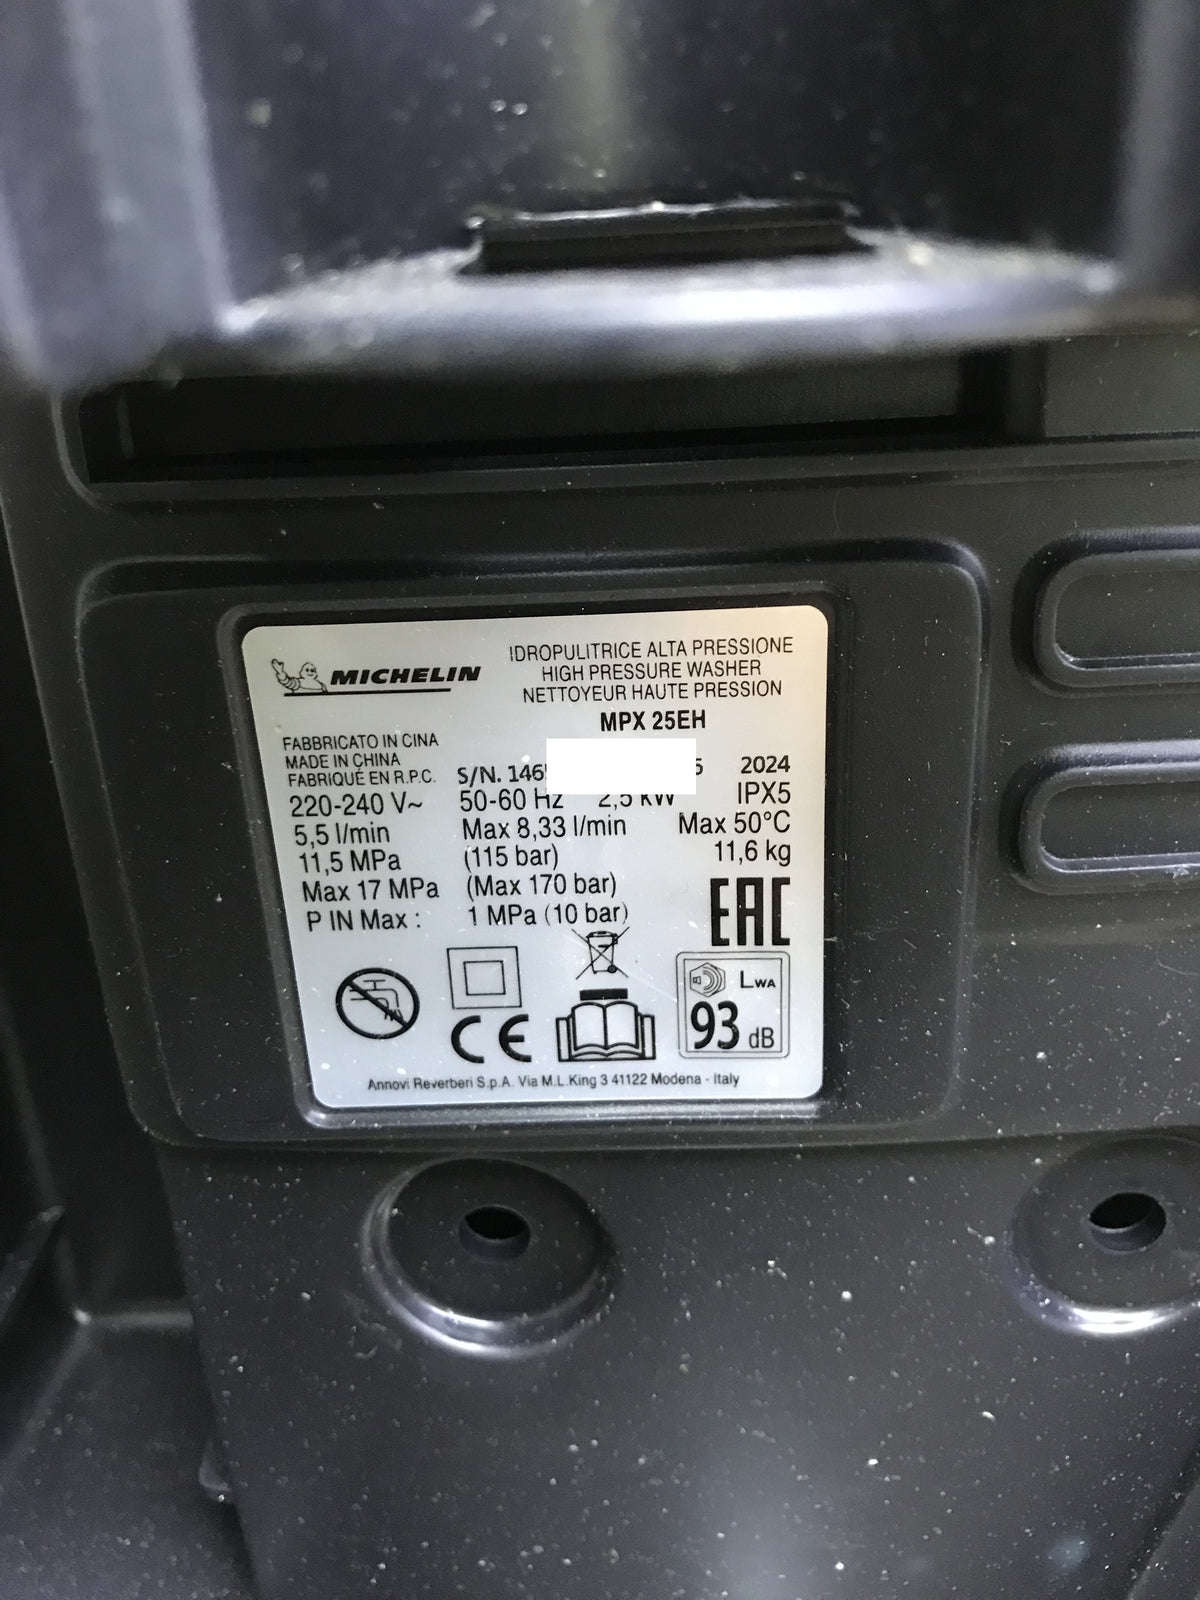 MICHELIN
IDROPULITRICE ALTA PRESSIONE
HIGH PRESSURE WASHER
NETTOYEUR HAUTE PRESSION
MPX 25EH
FABBRICATO IN CINA
MADE IN CHINA
FABRIQUÉ EN R.P.C.
S/N. 146 5 2024
220-240 V~ 50-60 Hz 2,5 kW IPX5
5,5 l/min Max 8,33 l/min Max 50°C
11,5 MPa (115 bar) 11,6 kg
Max 17 MPa (Max 170 bar)
P IN Max : 1 MPa (10 bar)
EAC
LWA
93 dB
CE
Annovi Reverberi S.p.A. Via M.L.King 3 41122 Modena - Italy